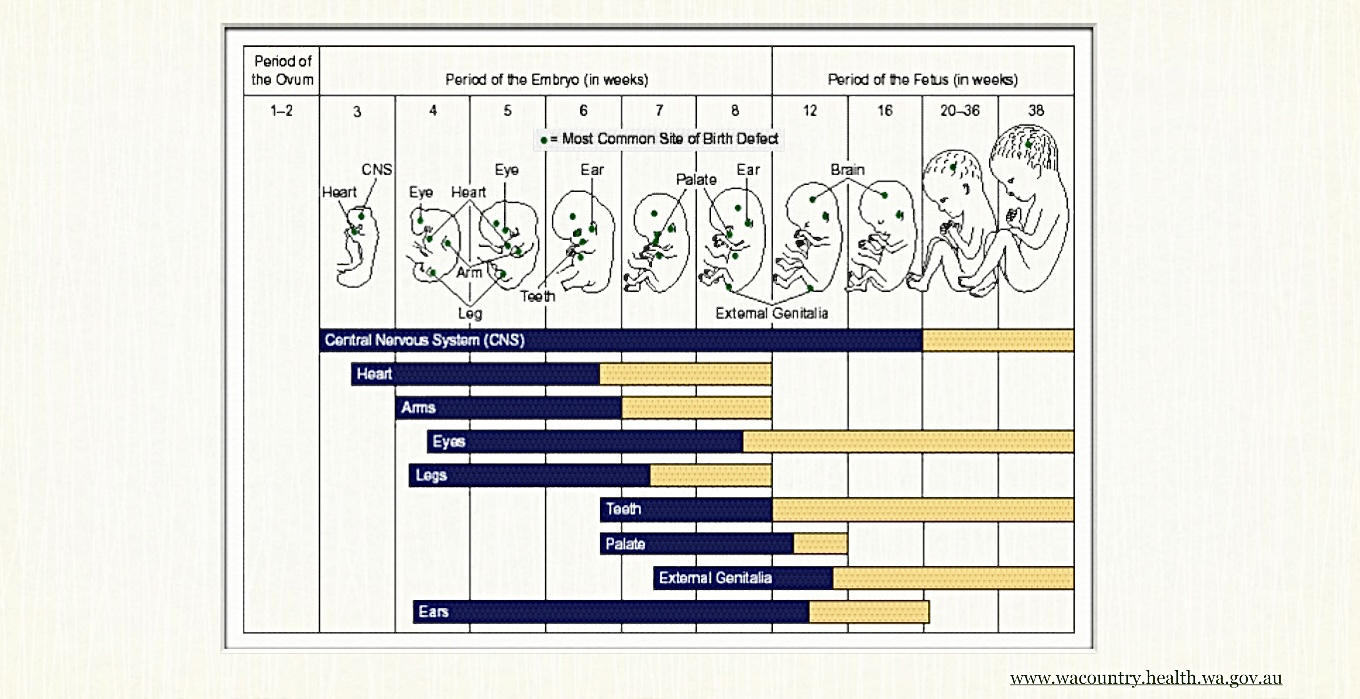 Period of
the Ovum
Period of the Embryo (in weeks)
Period of the Fetus (in weeks)
1–2
3
4
5
6
7
8
12
16
20–36
38
● = Most Common Site of Birth Defect
CNS
Heart
Eye
Heart
Eye
Ear
Palate
Ear
Brain
Arm
Teeth
Leg
External Genitalia
Central Nervous System (CNS)
Heart
Arms
Eyes
Legs
Teeth
Palate
External Genitalia
Ears
www.wacountry.health.wa.gov.au